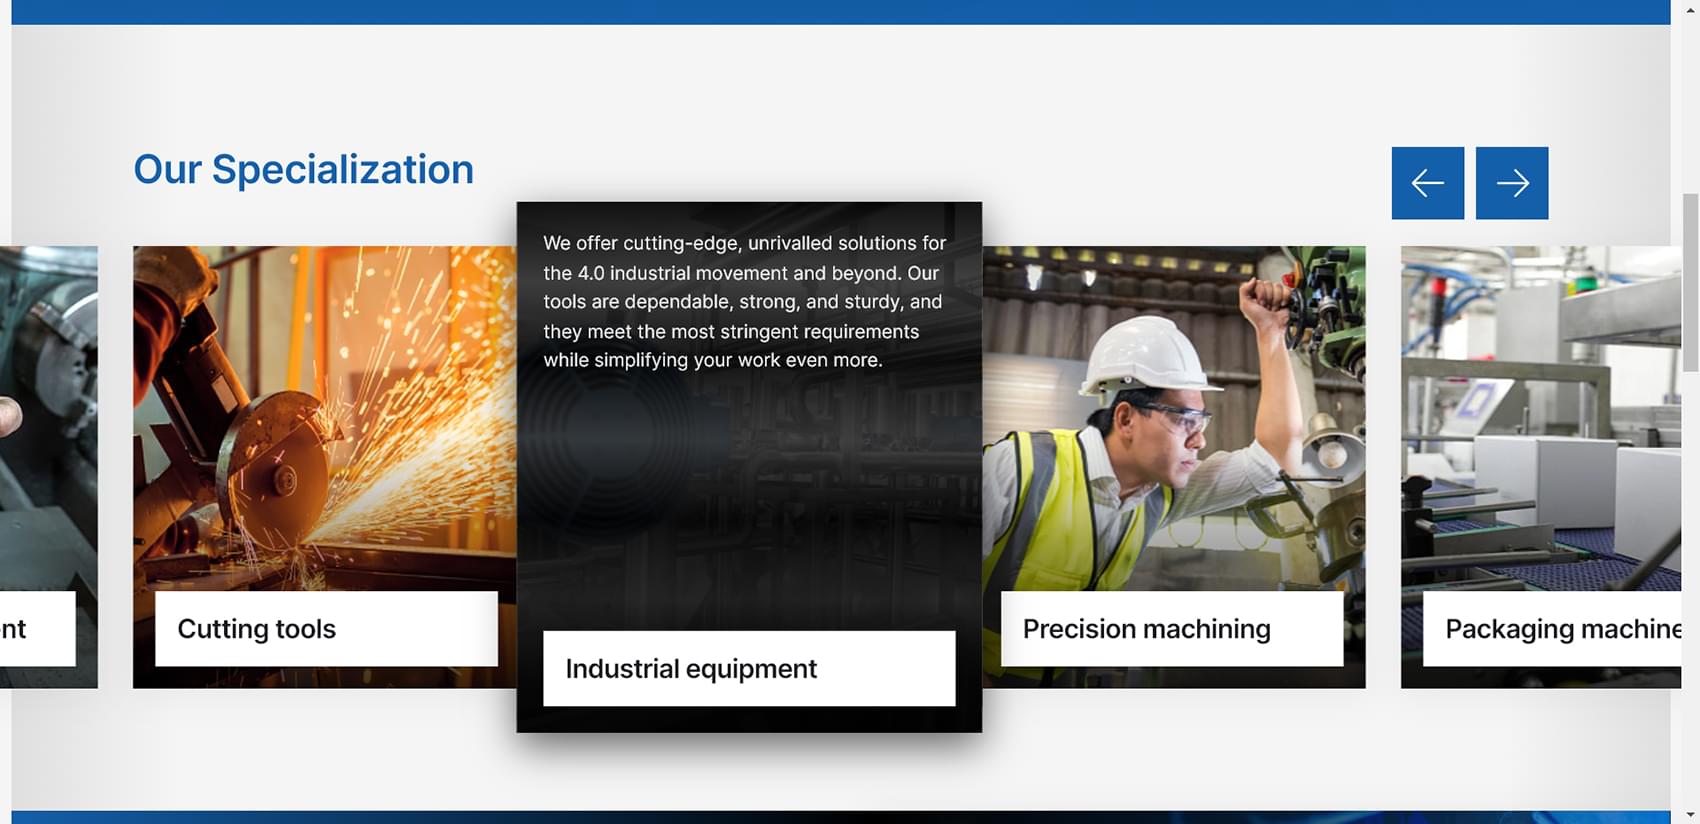 Our Specialization
We offer cutting-edge, unrivalled solutions for
the 4.0 industrial movement and beyond. Our
tools are dependable, strong, and sturdy, and
they meet the most stringent requirements
while simplifying your work even more.
nt
Cutting tools
Industrial equipment
Precision machining
Packaging machine